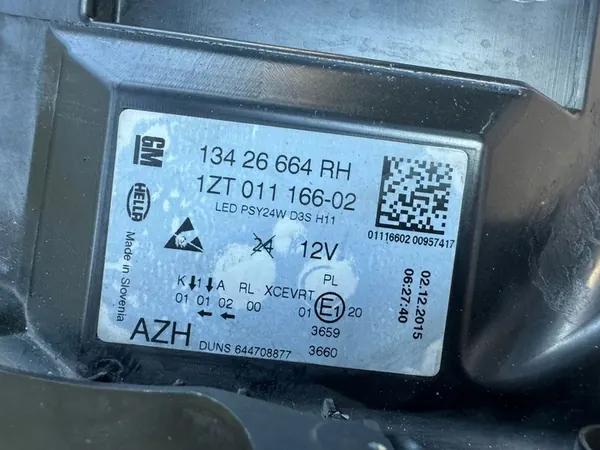 GM
HELLA
Made in Slovenia
134 26 664 RH
1ZT 011 166-02
LED PSY24W D3S H11
01116602 00957417
24 12V
02.12.2015
06:27:40
K 1 A RL XCEVRT PL
01 01 02 00 01 E1 20
3659
3660
AZH DUNS 644708877